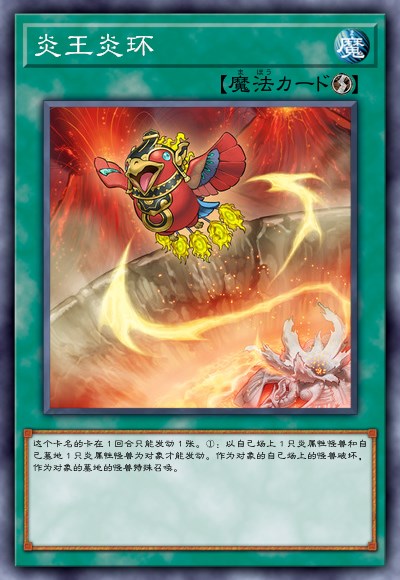 炎王炎环
魔
【魔法カード】
まほう
这个卡名的卡在1回合只能发动1张。①：以自己场上1只炎属性怪兽和自
己墓地1只炎属性怪兽为对象才能发动。作为对象的自己场上的怪兽破坏，
作为对象的墓地的怪兽特殊召唤。